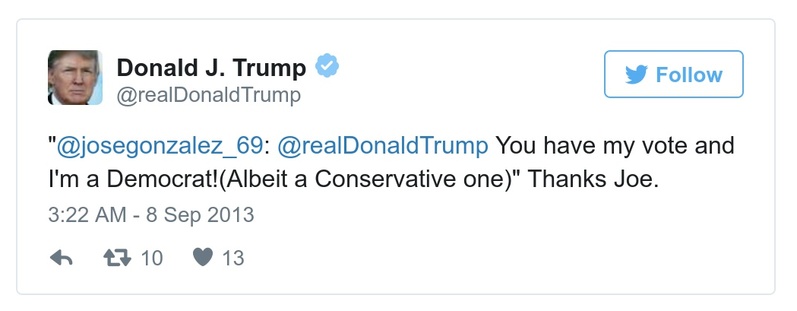 Donald J. Trump
@realDonaldTrump
Follow
"@josegonzalez_69: @realDonaldTrump You have my vote and
I'm a Democrat!(Albeit a Conservative one)" Thanks Joe.
3:22 AM - 8 Sep 2013
10 13